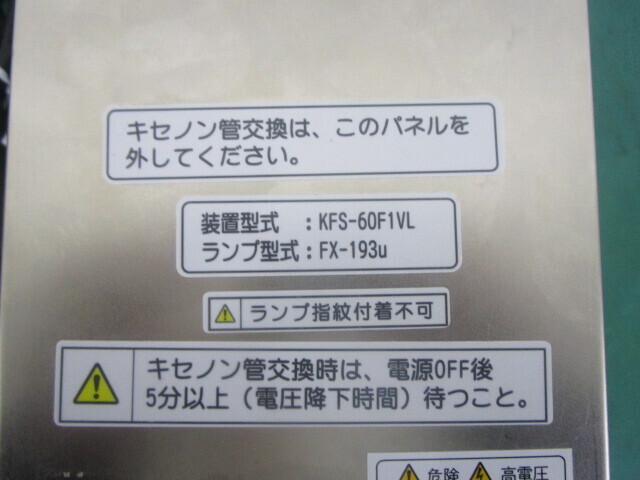 キセノン管交換は、このパネルを
外してください。
装置型式　：KFS-60F1VL
ランプ型式：FX-193u
ランプ指紋付着不可
キセノン管交換時は、電源OFF後
5分以上（電圧降下時間）待つこと。
危険 高電圧